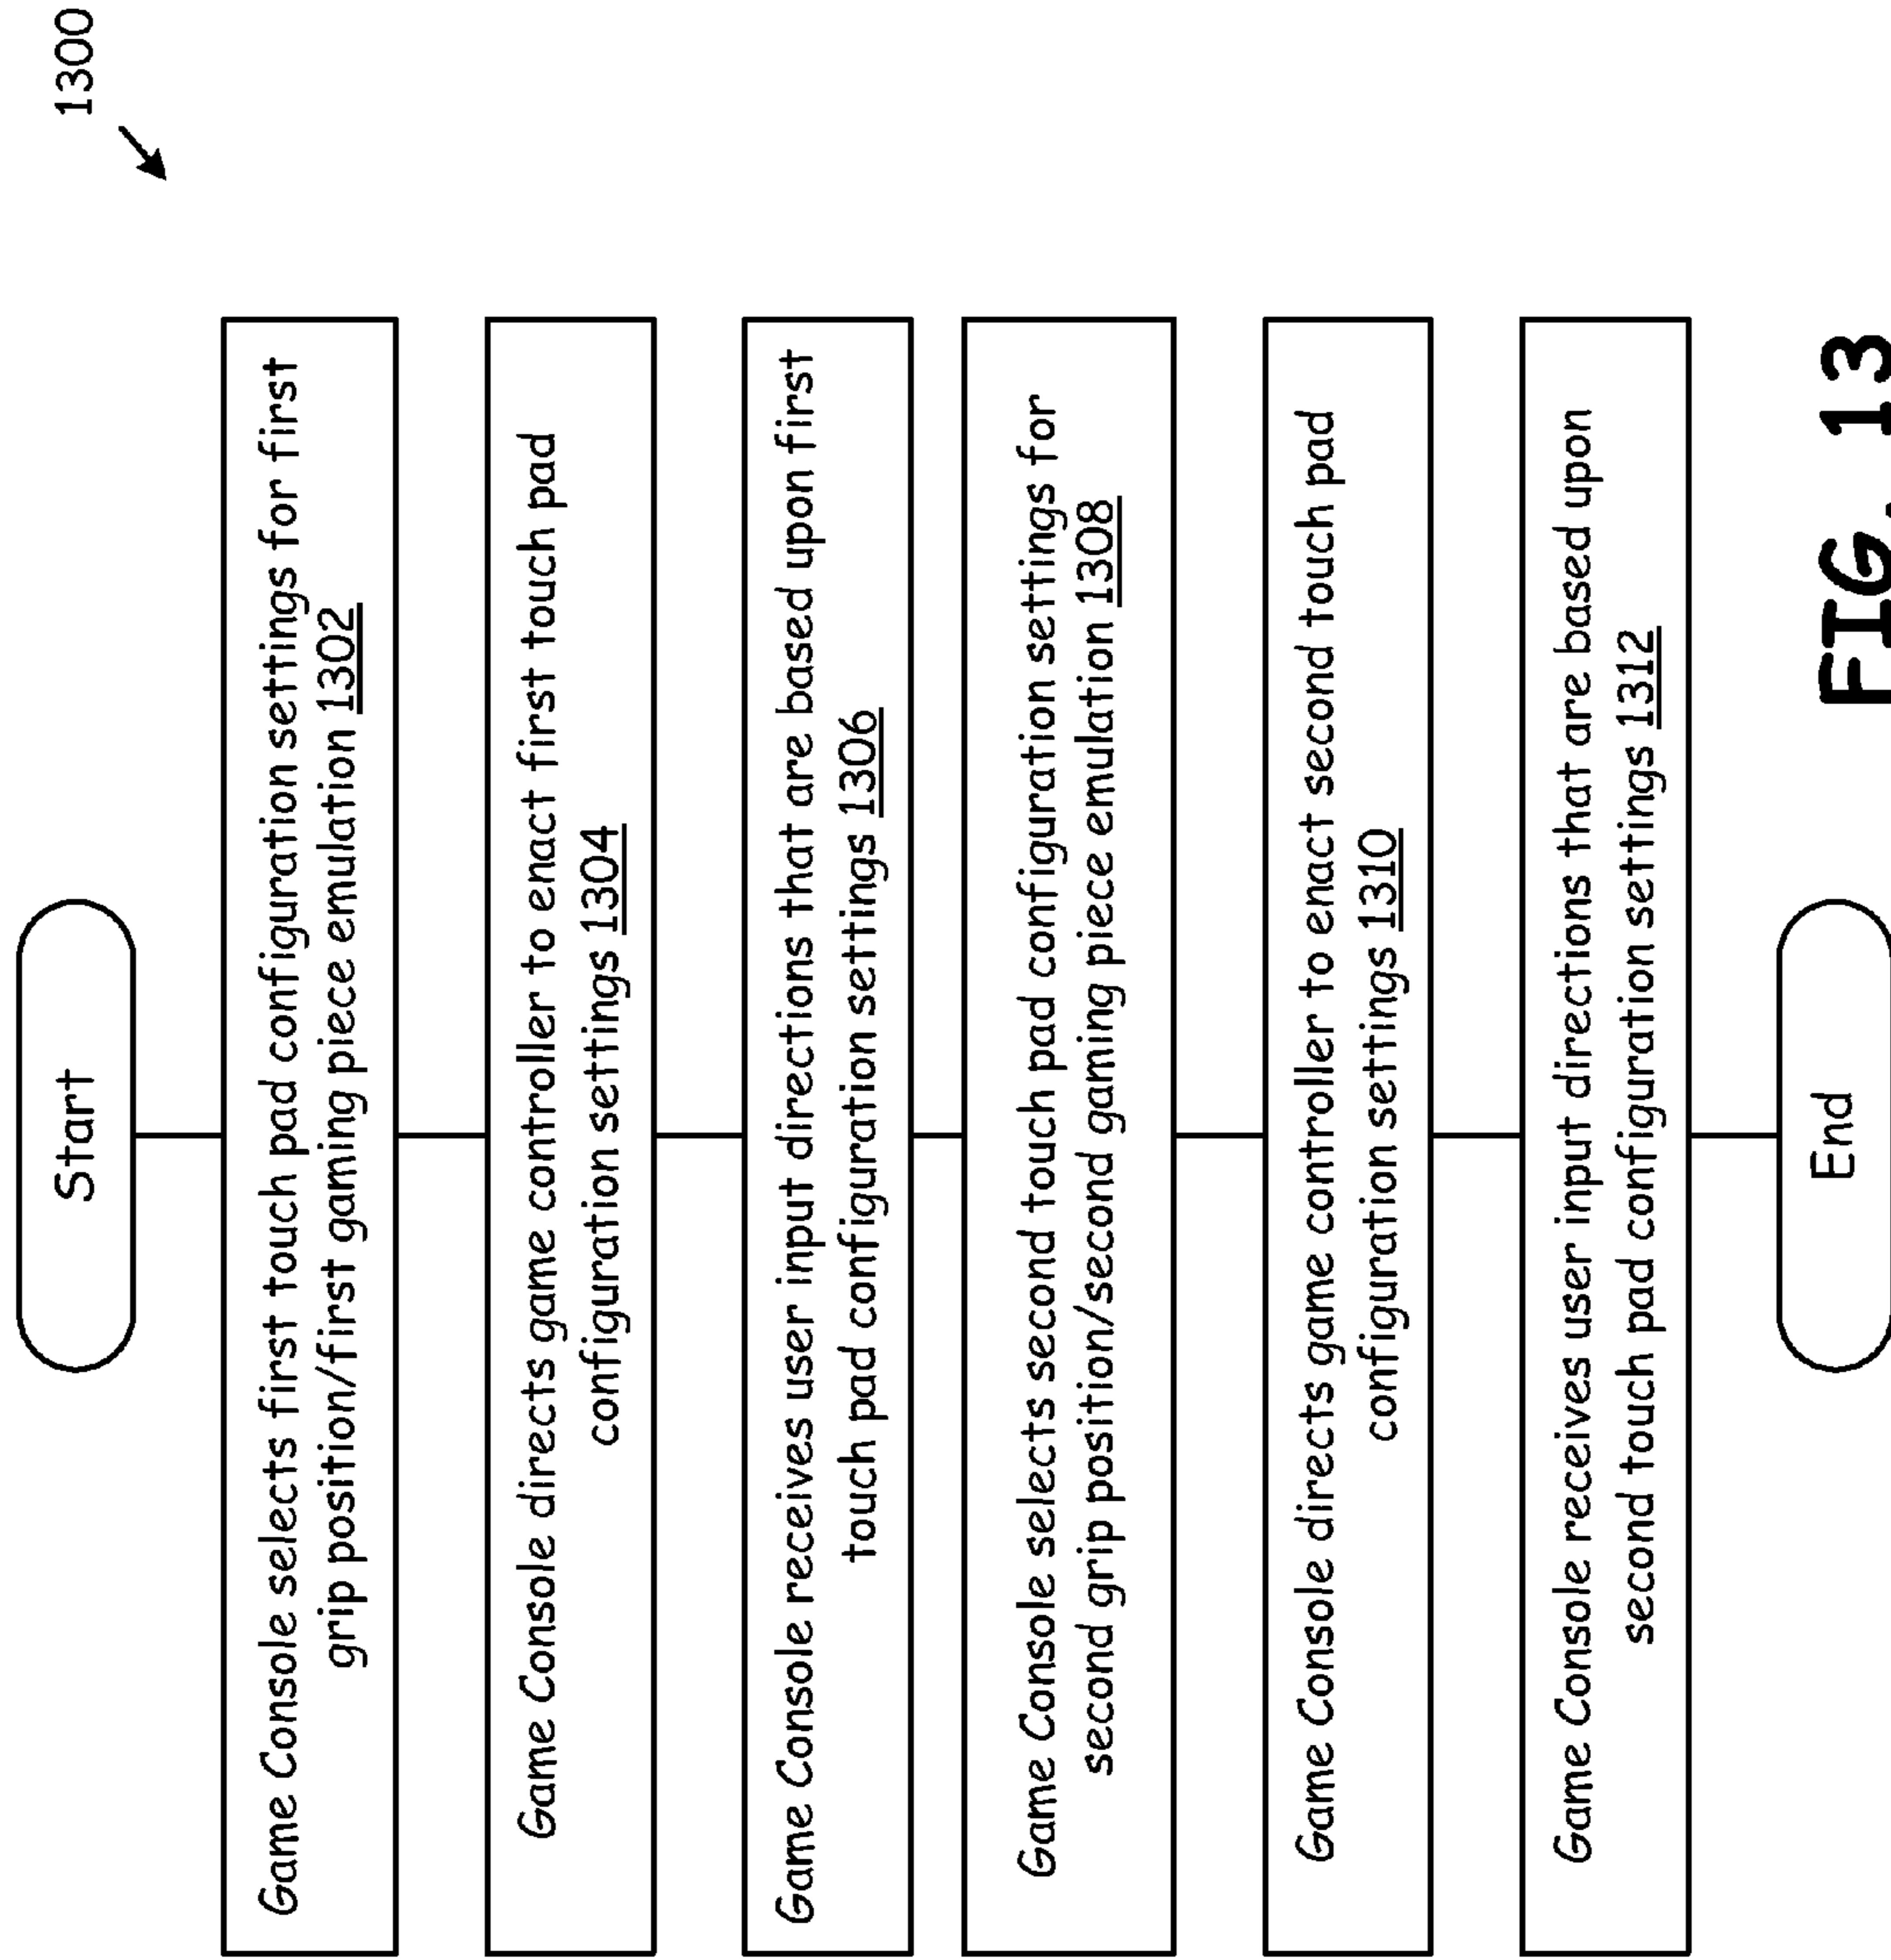 1300
Start
Game Console selects first touch pad configuration settings for first
grip position/first gaming piece emulation 1302
Game Console directs game controller to enact first touch pad
configuration settings 1304
Game Console receives user input directions that are based upon first
touch pad configuration settings 1306
Game Console selects second touch pad configuration settings for
second grip position/second gaming piece emulation 1308
Game Console directs game controller to enact second touch pad
configuration settings 1310
Game Console receives user input directions that are based upon
second touch pad configuration settings 1312
End
FIG. 13